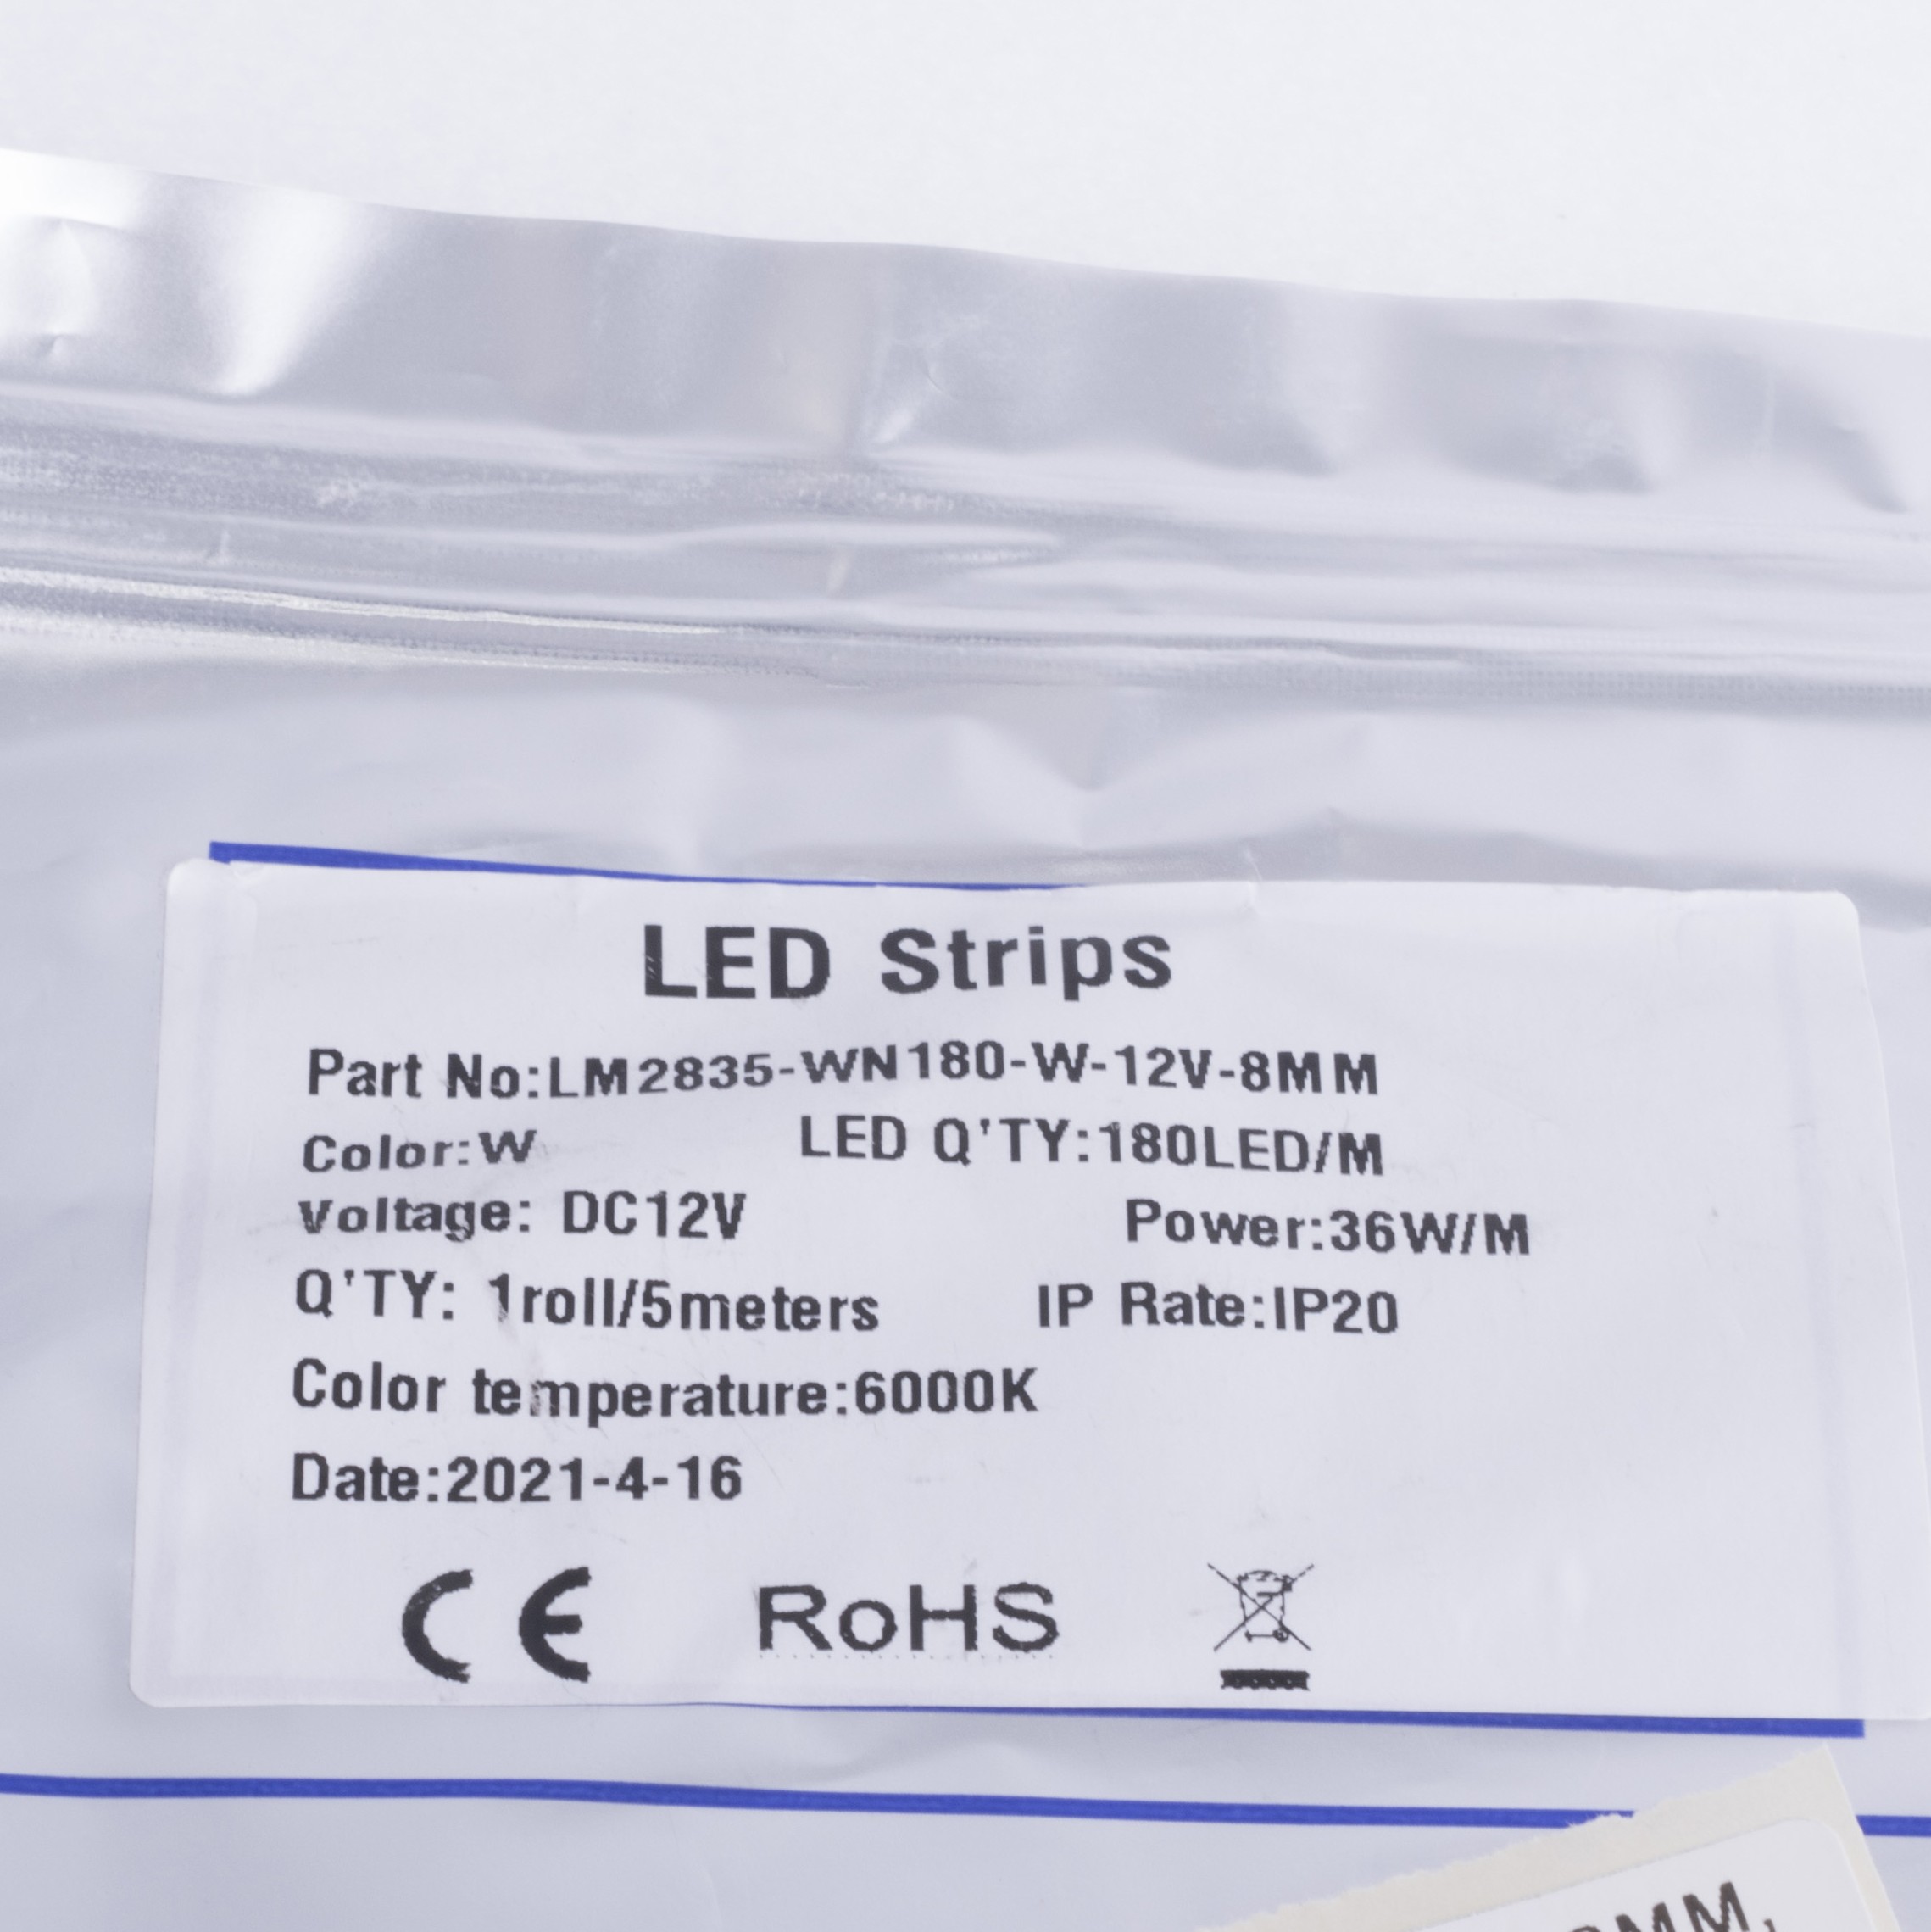 LED Strips
Part No:LM2835-WN180-W-12V-8MM
Color:W LED Q'TY:180LED/M
Voltage: DC12V Power:36W/M
Q'TY: 1roll/5meters IP Rate:IP20
Color temperature:6000K
Date:2021-4-16
CE RoHS